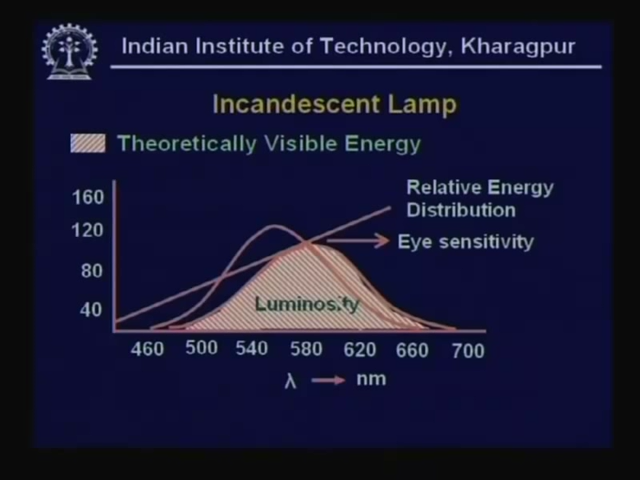 Indian Institute of Technology, Kharagpur
Incandescent Lamp
Theoretically Visible Energy
Relative Energy
Distribution
Eye sensitivity
160
120
80
40
Luminosity
460 500 540 580 620 660 700
λ → nm